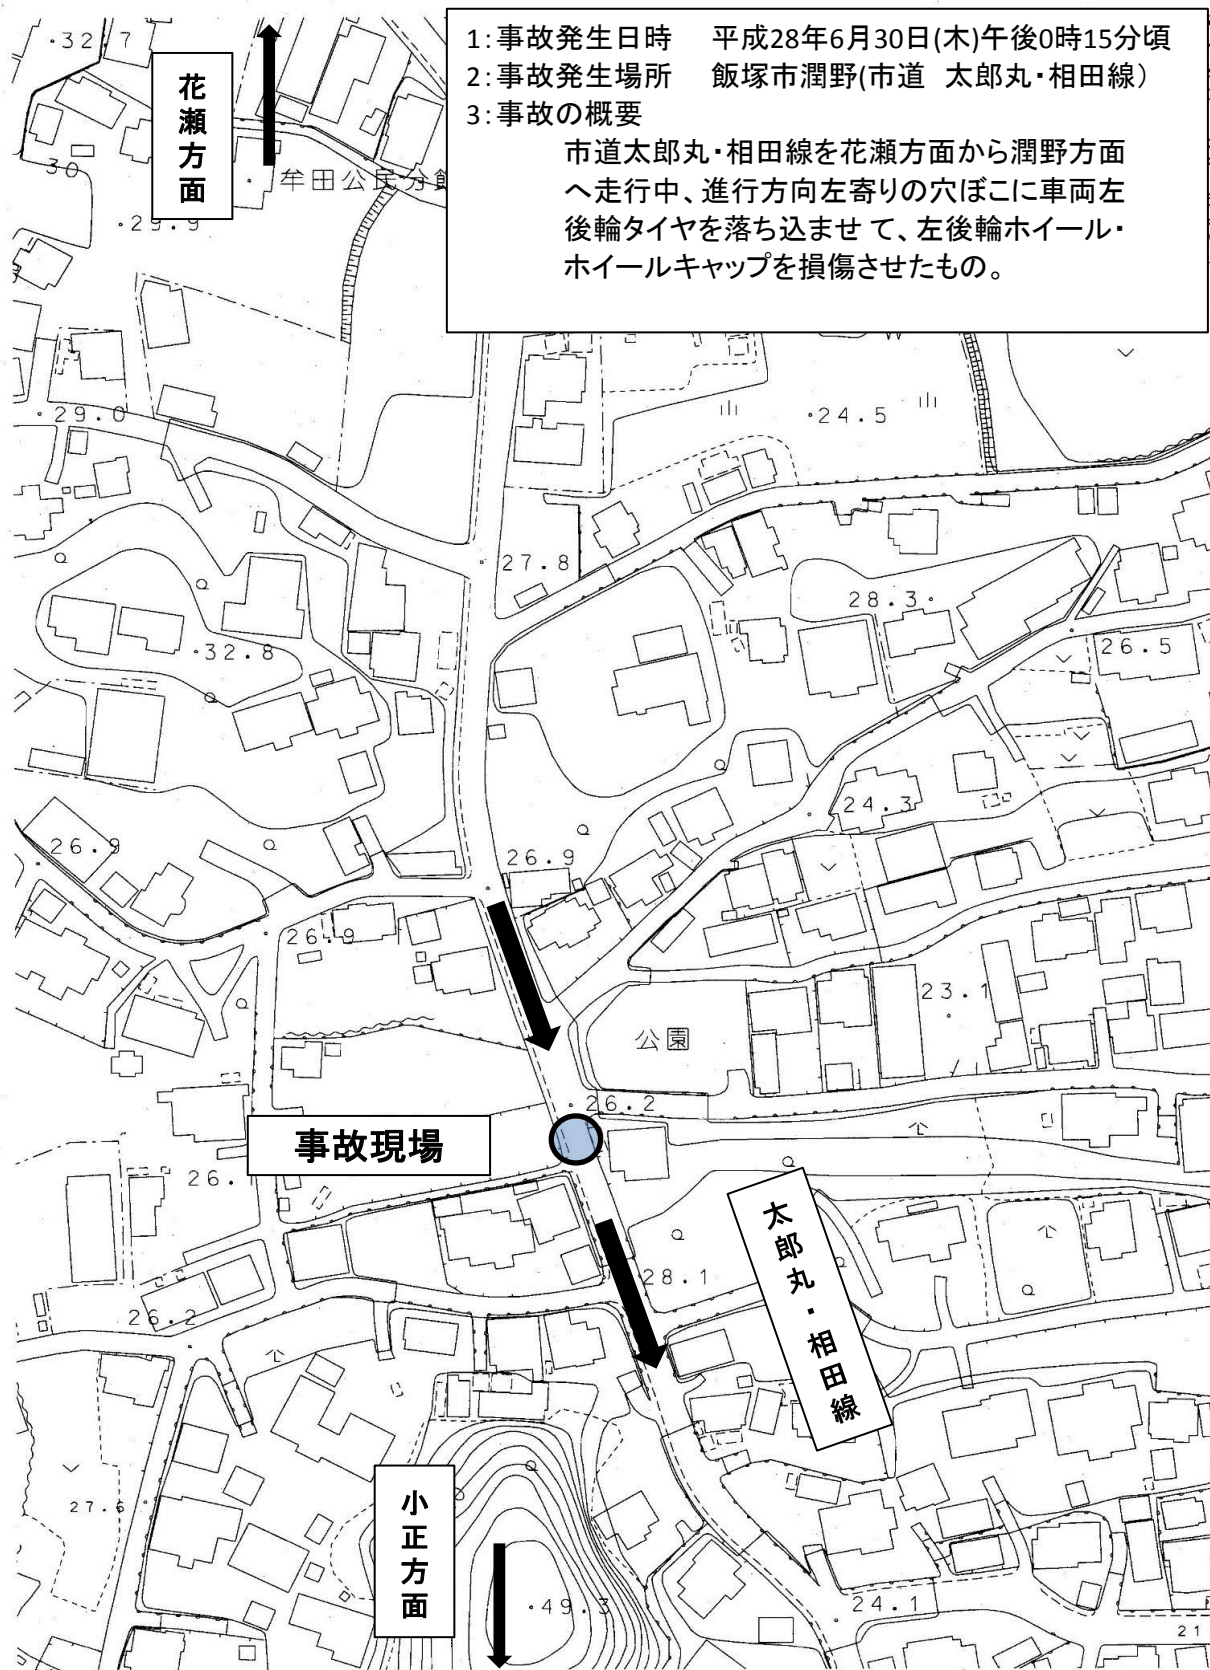 1:事故発生日時　平成28年6月30日(木)午後0時15分頃
2:事故発生場所　飯塚市潤野(市道　太郎丸・相田線)
3:事故の概要
市道太郎丸・相田線を花瀬方面から潤野方面
へ走行中、進行方向左寄りの穴ぼこに車両左
後輪タイヤを落ち込ませ て、左後輪ホイール・
ホイールキャップを損傷させたもの。
花瀬方面
32.7
30
牟田公民分
29.9
29.0
24.5
27.8
28.3
32.8
26.5
24.3
26.9
26.9
26.9
23.1
公園
26.2
事故現場
26.
太郎丸・相田線
28.1
26.2
小正方面
27.6
49.3
24.1
21